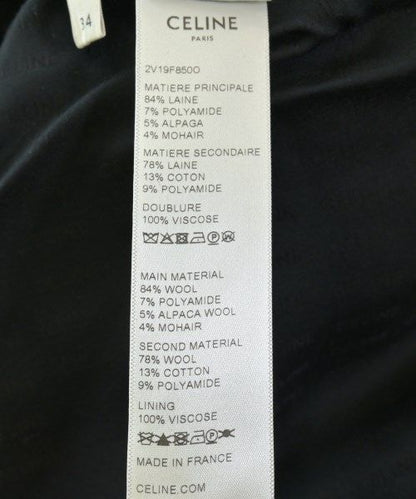 34
CELINE
PARIS
2V19F850O
MATIERE PRINCIPALE
84% LAINE
7% POLYAMIDE
5% ALPAGA
4% MOHAIR
MATIERE SECONDAIRE
78% LAINE
13% COTON
9% POLYAMIDE
DOUBLURE
100% VISCOSE
MAIN MATERIAL
84% WOOL
7% POLYAMIDE
5% ALPACA WOOL
4% MOHAIR
SECOND MATERIAL
78% WOOL
13% COTTON
9% POLYAMIDE
LINING
100% VISCOSE
MADE IN FRANCE
CELINE.COM